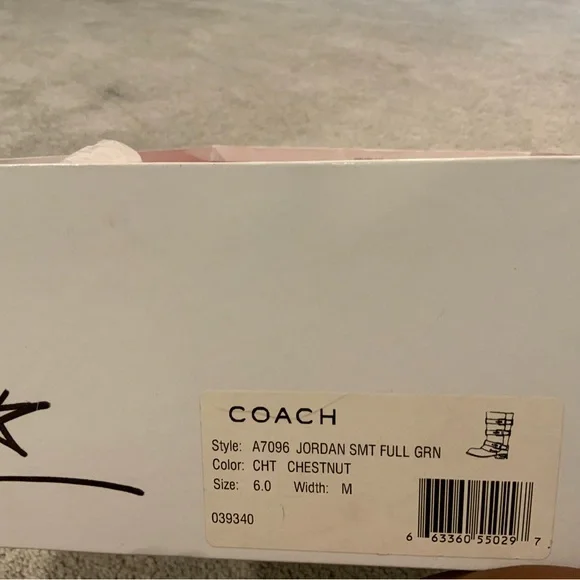 COACH
Style: A7096 JORDAN SMT FULL GRN
Color: CHT CHESTNUT
Size: 6.0 Width: M
039340
6 63360 55029 7